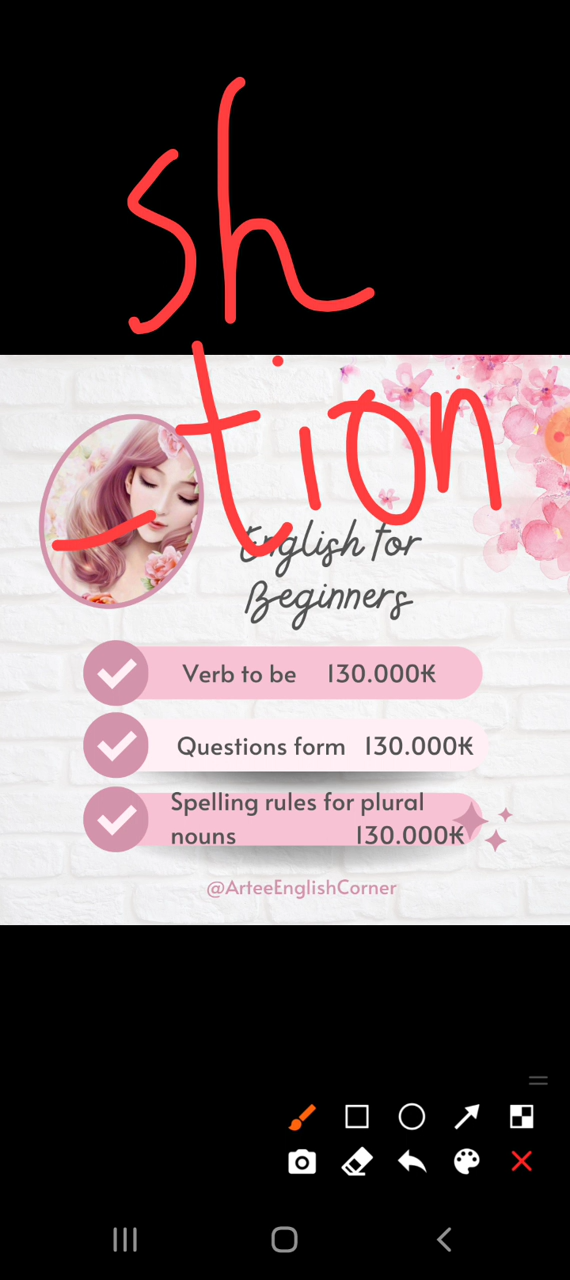 sh
_tion
English for
Beginners
Verb to be 130.000₭
Questions form 130.000₭
Spelling rules for plural
nouns 130.000₭
@ArteeEnglishCorner